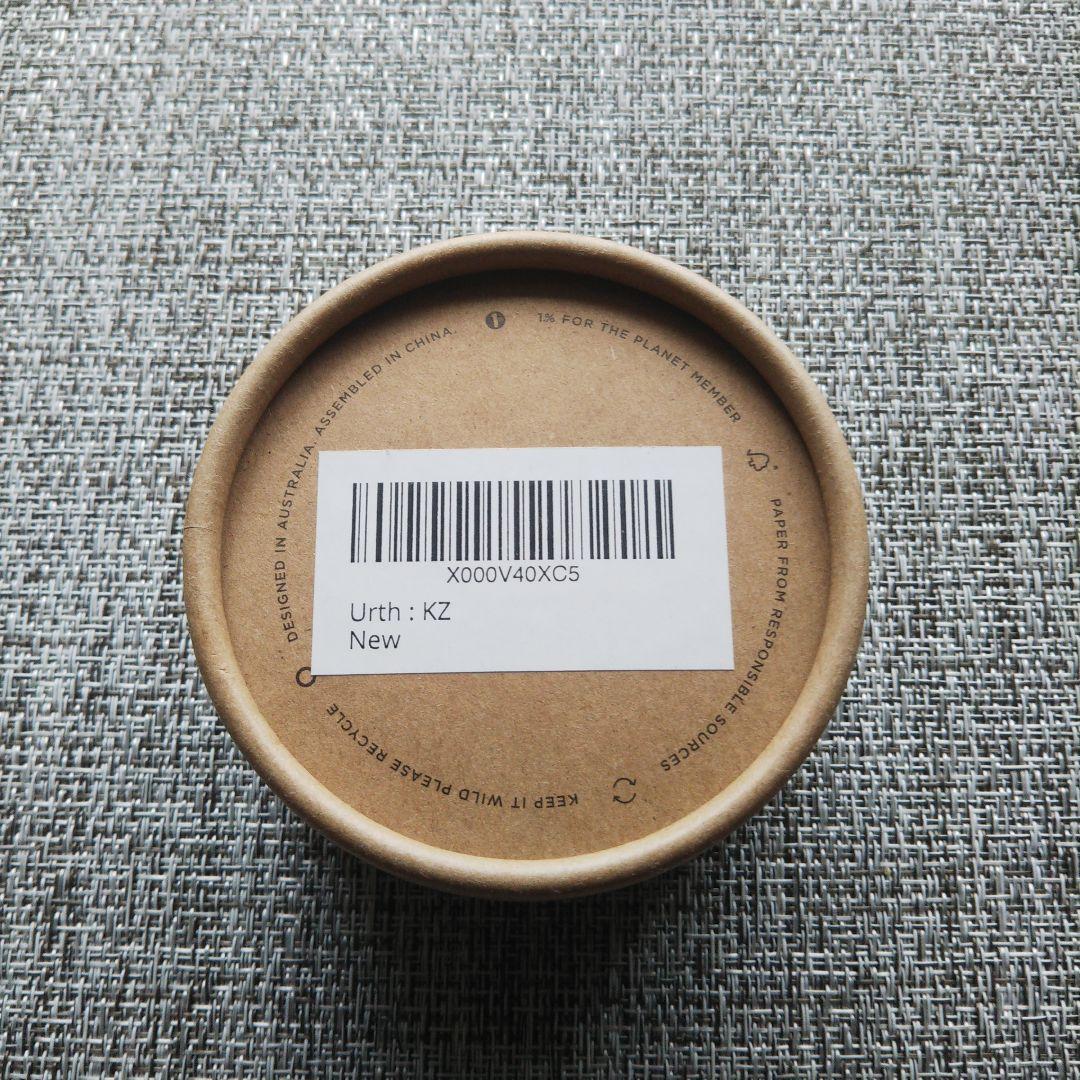 DESIGNED IN AUSTRALIA. ASSEMBLED IN CHINA.
1% FOR THE PLANET MEMBER
PAPER FROM RESPONSIBLE SOURCES
KEEP IT WILD PLEASE RECYCLE
X000V40XC5
Urth : KZ
New